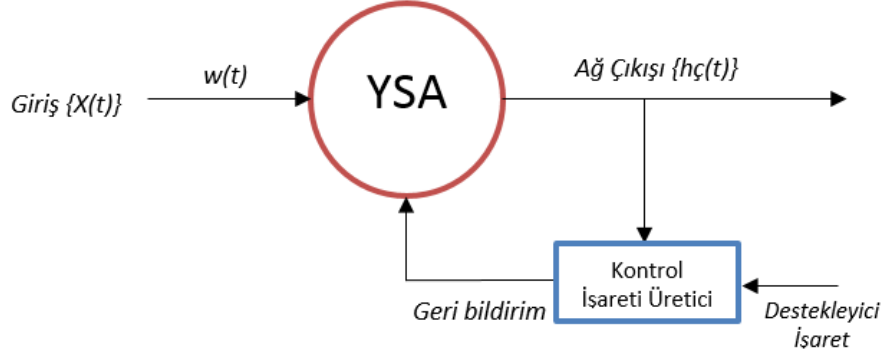 Giriş {X(t)}
w(t)
YSA
Ağ Çıkışı {hç(t)}
Kontrol
İşareti Üretici
Geri bildirim
Destekleyici
İşaret